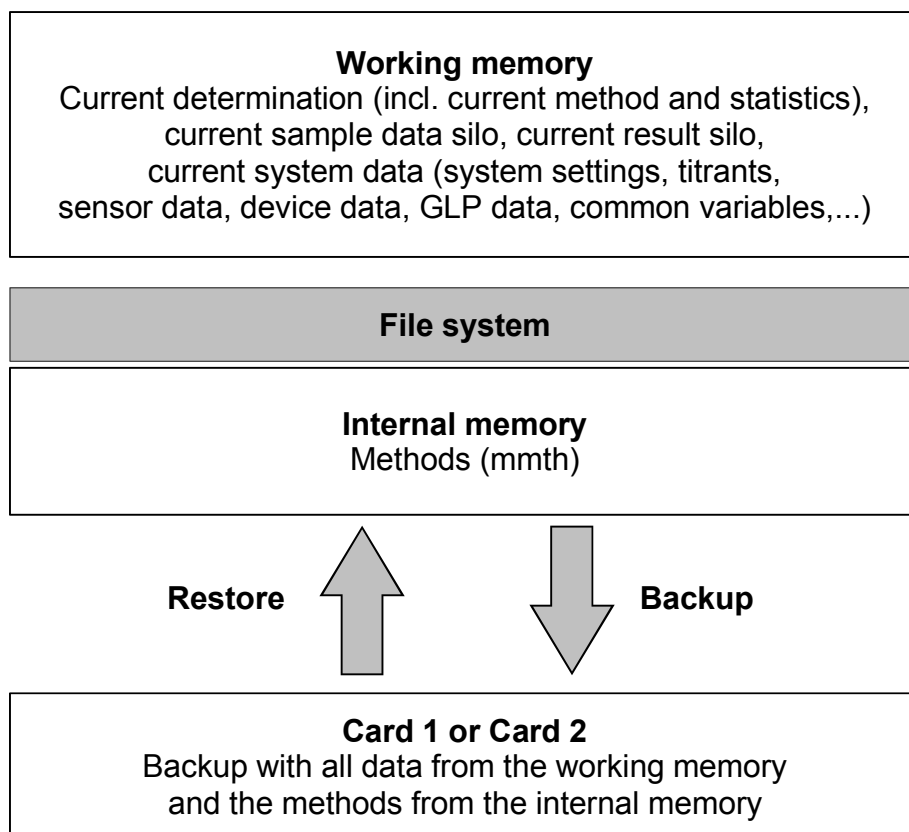 Working memory
Current determination (incl. current method and statistics),
current sample data silo, current result silo,
current system data (system settings, titrants,
sensor data, device data, GLP data, common variables,...)
File system
Internal memory
Methods (mmth)
Restore
Backup
Card 1 or Card 2
Backup with all data from the working memory
and the methods from the internal memory